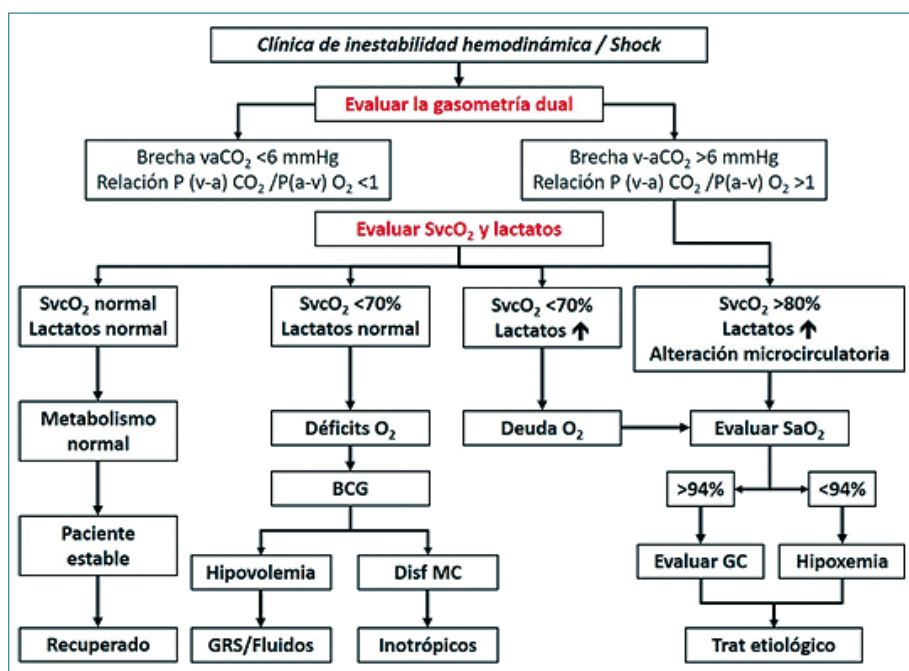 Clínica de inestabilidad hemodinámica / Shock
Evaluar la gasometría dual
Brecha vaCO₂ <6 mmHg
Relación P (v-a) CO₂ /P(a-v) O₂ <1
Brecha v-aCO₂ >6 mmHg
Relación P (v-a) CO₂ /P(a-v) O₂ >1
Evaluar SvcO₂ y lactatos
SvcO₂ normal
Lactatos normal
SvcO₂ <70%
Lactatos normal
SvcO₂ <70%
Lactatos ↑
SvcO₂ >80%
Lactatos ↑
Alteración microcirculatoria
Metabolismo
normal
Déficits O₂
Deuda O₂
Evaluar SaO₂
BCG
>94%
<94%
Paciente
estable
Hipovolemia
Disf MC
Evaluar GC
Hipoxemia
Recuperado
GRS/Fluidos
Inotrópicos
Trat etiológico